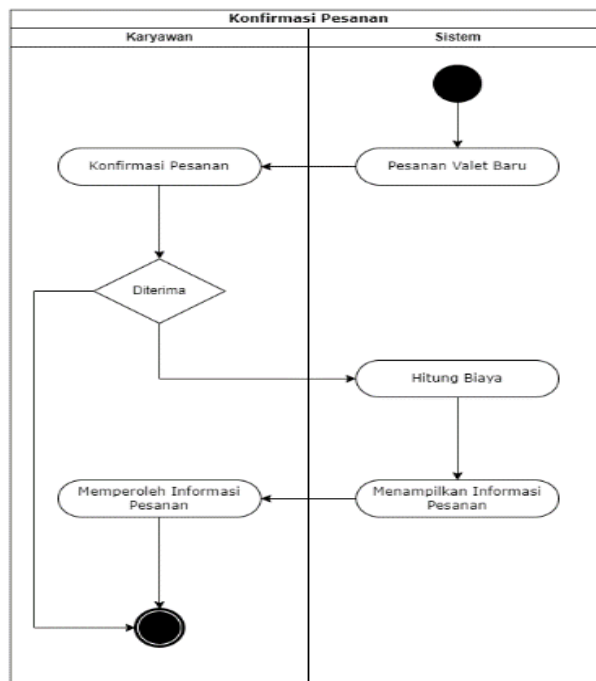 Konfirmasi Pesanan
Karyawan
Sistem
Konfirmasi Pesanan
Pesanan Valet Baru
Diterima
Hitung Biaya
Memperoleh Informasi
Pesanan
Menampilkan Informasi
Pesanan